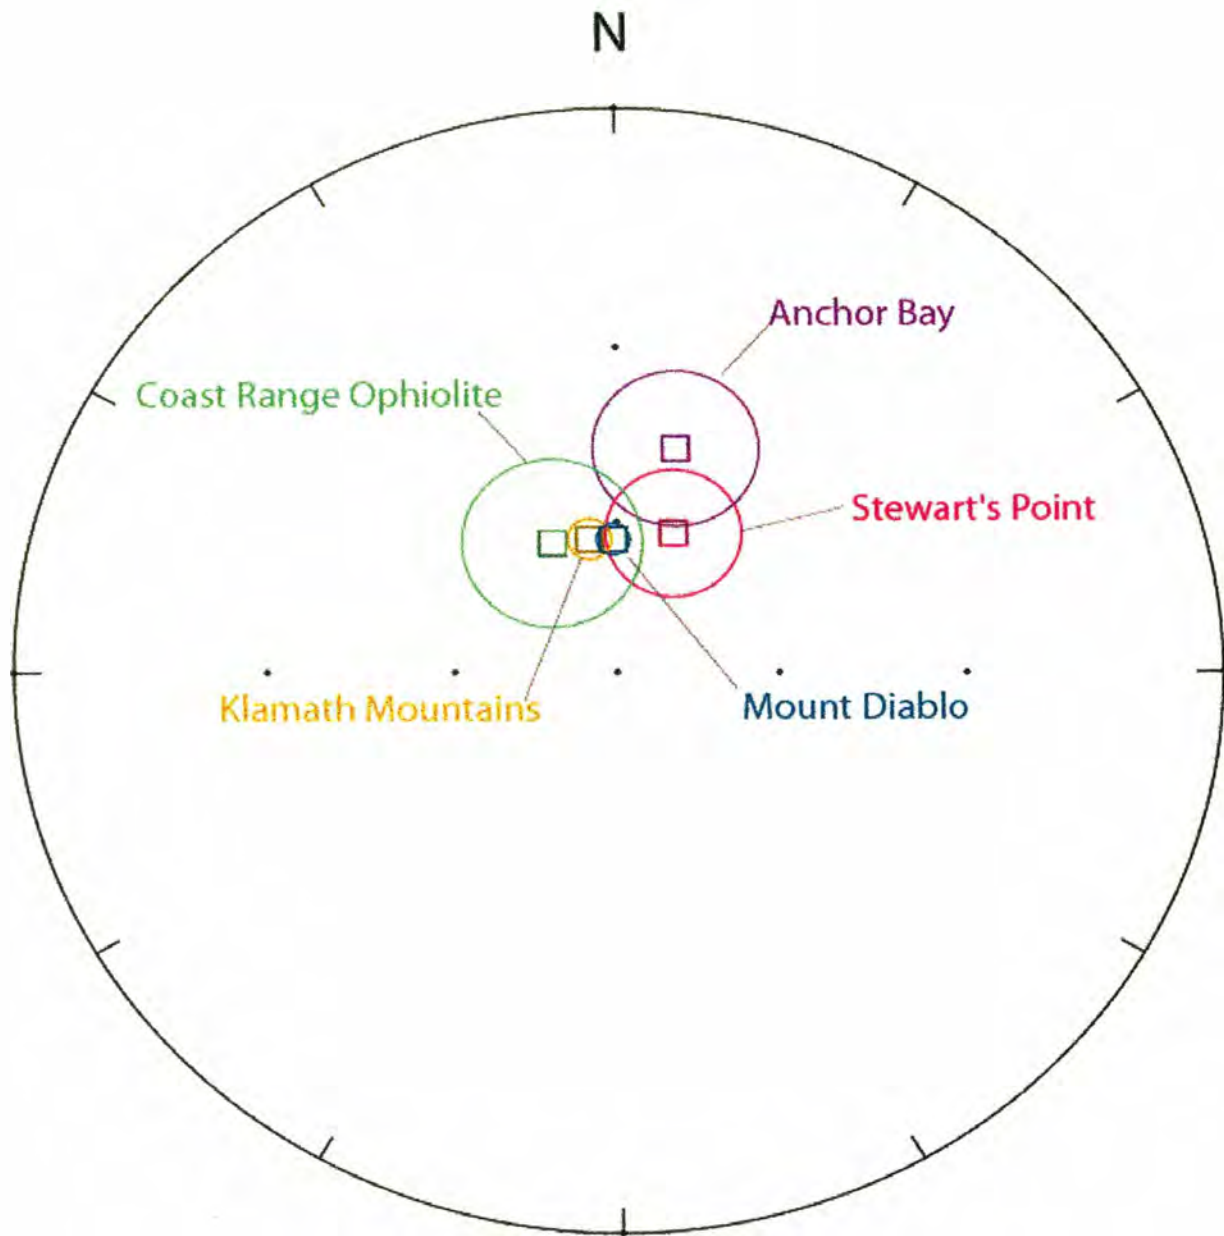 N
Anchor Bay
Coast Range Ophiolite
Stewart's Point
Klamath Mountains
Mount Diablo